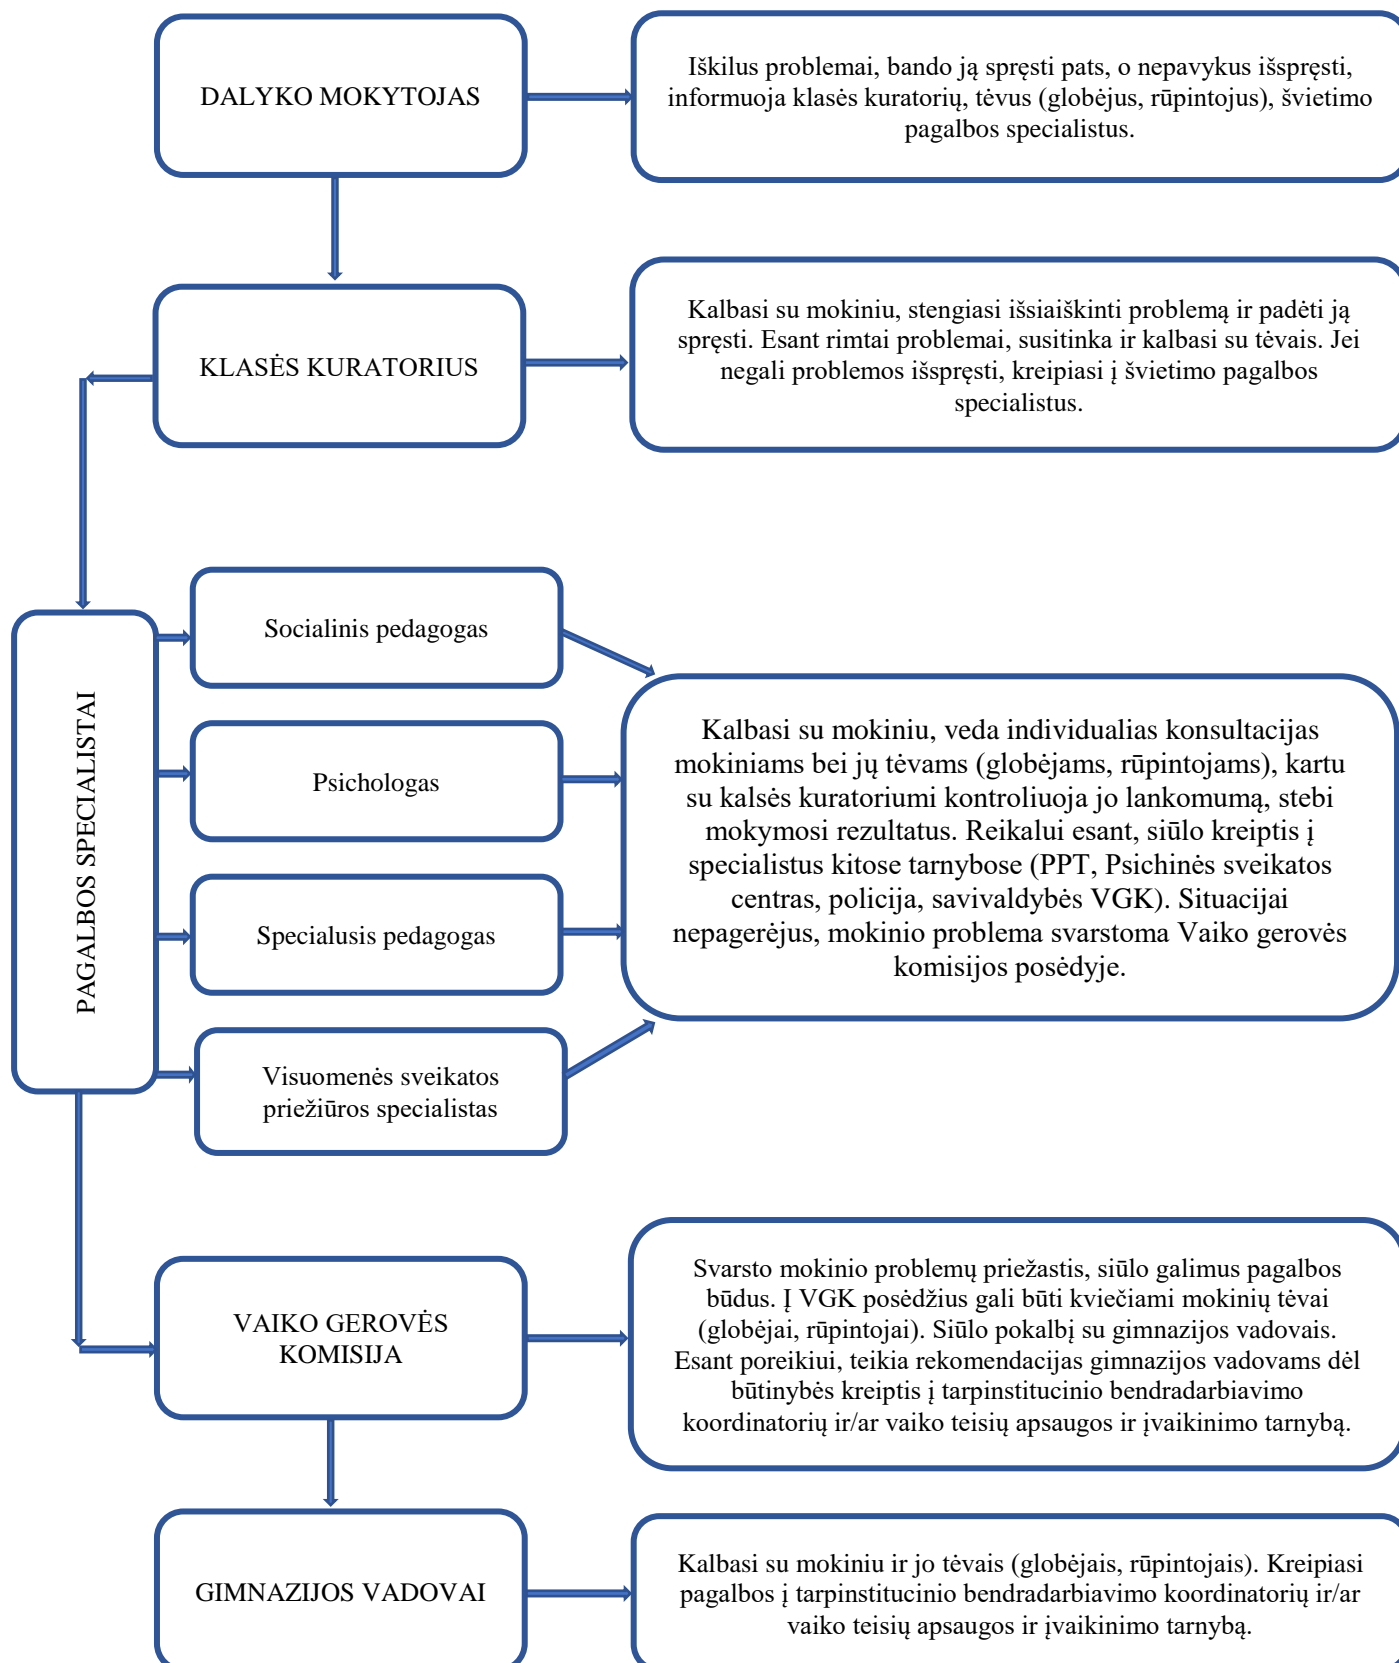 DALYKO MOKYTOJAS
Iškilus problemai, bando ją spręsti pats, o nepavykus išspręsti,
informuoja klasės kuratorių, tėvus (globėjus, rūpintojus), švietimo
pagalbos specialistus.
KLASĖS KURATORIUS
Kalbasi su mokiniu, stengiasi išsiaiškinti problemą ir padėti ją
spręsti. Esant rimtai problemai, susitinka ir kalbasi su tėvais. Jei
negali problemos išspręsti, kreipiasi į švietimo pagalbos
specialistus.
PAGALBOS SPECIALISTAI
Socialinis pedagogas
Psichologas
Specialusis pedagogas
Visuomenės sveikatos
priežiūros specialistas
Kalbasi su mokiniu, veda individualias konsultacijas
mokiniams bei jų tėvams (globėjams, rūpintojams), kartu
su kalsės kuratoriumi kontroliuoja jo lankomumą, stebi
mokymosi rezultatus. Reikalui esant, siūlo kreiptis į
specialistus kitose tarnybose (PPT, Psichinės sveikatos
centras, policija, savivaldybės VGK). Situacijai
nepagerėjus, mokinio problema svarstoma Vaiko gerovės
komisijos posėdyje.
VAIKO GEROVĖS
KOMISIJA
Svarsto mokinio problemų priežastis, siūlo galimus pagalbos
būdus. Į VGK posėdžius gali būti kviečiami mokinių tėvai
(globėjai, rūpintojai). Siūlo pokalbį su gimnazijos vadovais.
Esant poreikiui, teikia rekomendacijas gimnazijos vadovams dėl
būtinybės kreiptis į tarpinstitucinio bendradarbiavimo
koordinatorių ir/ar vaiko teisių apsaugos ir įvaikinimo tarnybą.
GIMNAZIJOS VADOVAI
Kalbasi su mokiniu ir jo tėvais (globėjais, rūpintojais). Kreipiasi
pagalbos į tarpinstitucinio bendradarbiavimo koordinatorių ir/ar
vaiko teisių apsaugos ir įvaikinimo tarnybą.